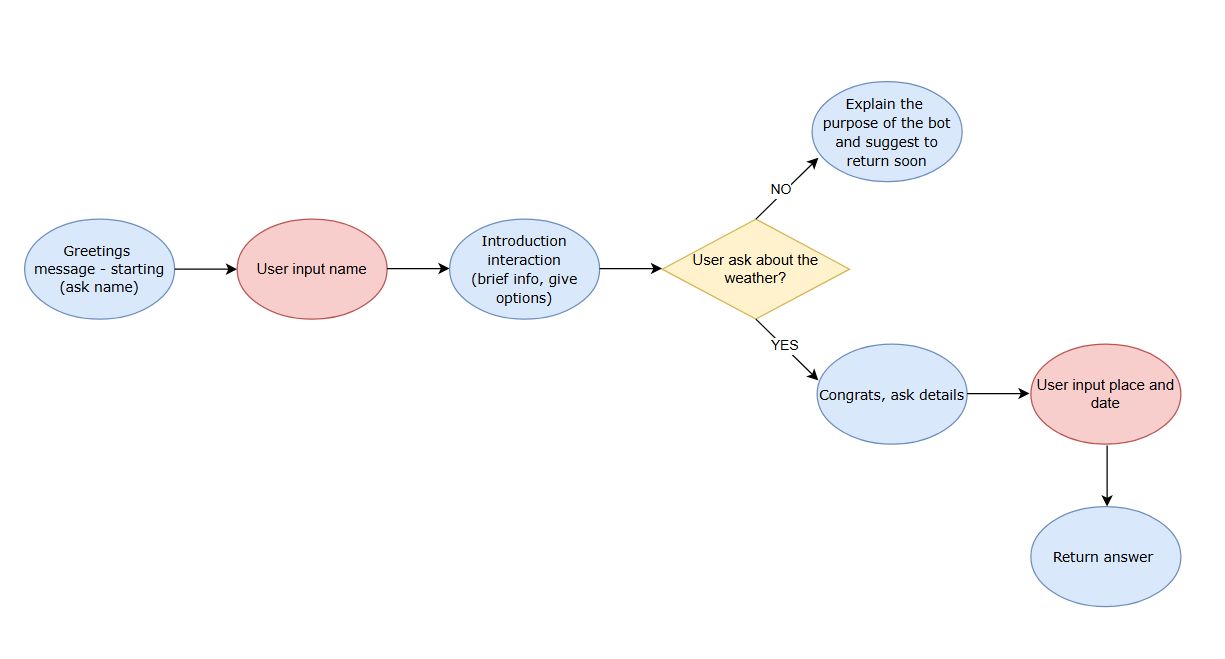 Explain the
purpose of the bot
and suggest to
return soon
NO
Greetings
message - starting
(ask name)
User input name
Introduction
interaction
(brief info, give
options)
User ask about the
weather?
YES
Congrats, ask details
User input place and
date
Return answer